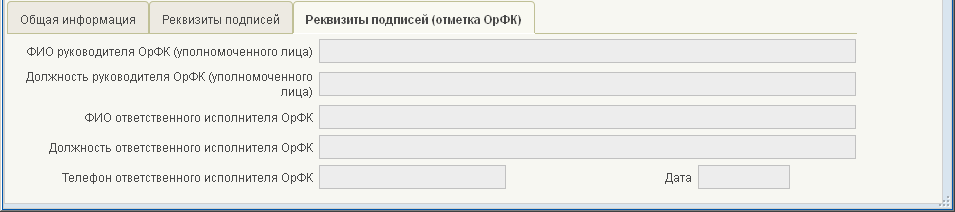 Общая информация Реквизиты подписей Реквизиты подписей (отметка ОрФК)
ФИО руководителя ОрФК (уполномоченного лица)
Должность руководителя ОрФК (уполномоченного
лица)
ФИО ответственного исполнителя ОрФК
Должность ответственного исполнителя ОрФК
Телефон ответственного исполнителя ОрФК Дата